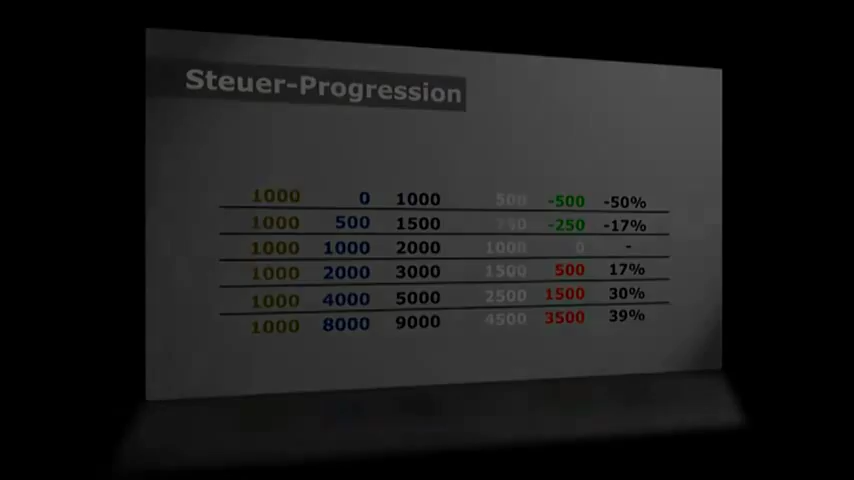 Steuer-Progression
1000 0 1000 500 -500 -50%
1000 500 1500 750 -250 -17%
1000 1000 2000 1000 0 -
1000 2000 3000 1500 500 17%
1000 4000 5000 2500 1500 30%
1000 8000 9000 4500 3500 39%